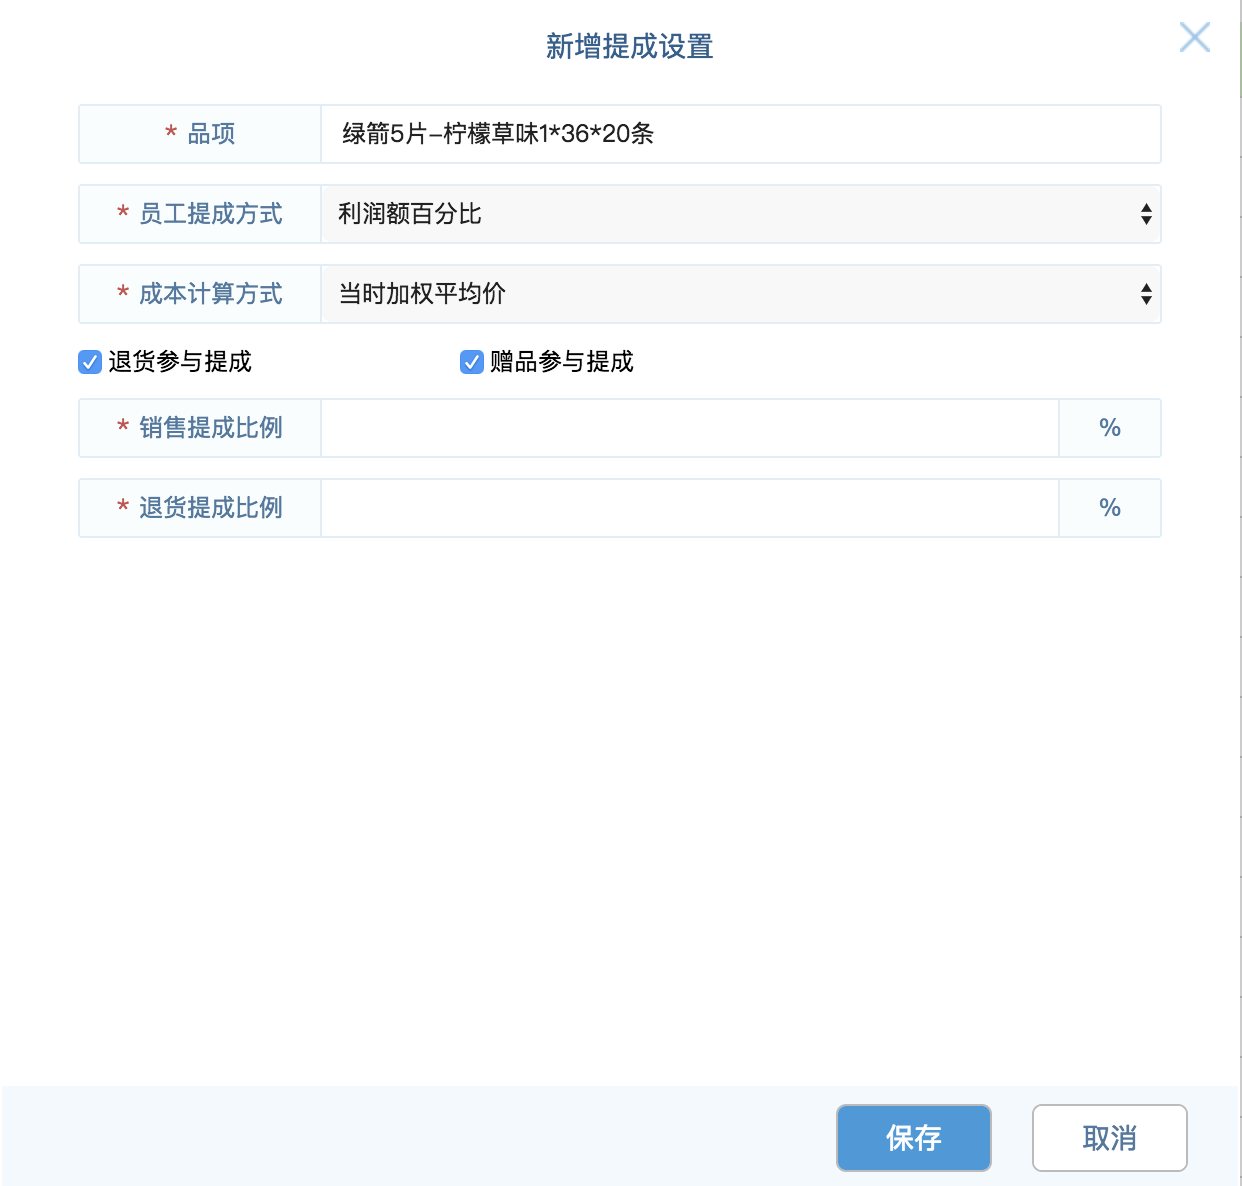 新增提成设置
* 品项 绿箭5片-柠檬草味1*36*20条
* 员工提成方式 利润额百分比
* 成本计算方式 当时加权平均价
退货参与提成 赠品参与提成
* 销售提成比例 %
* 退货提成比例 %
保存 取消